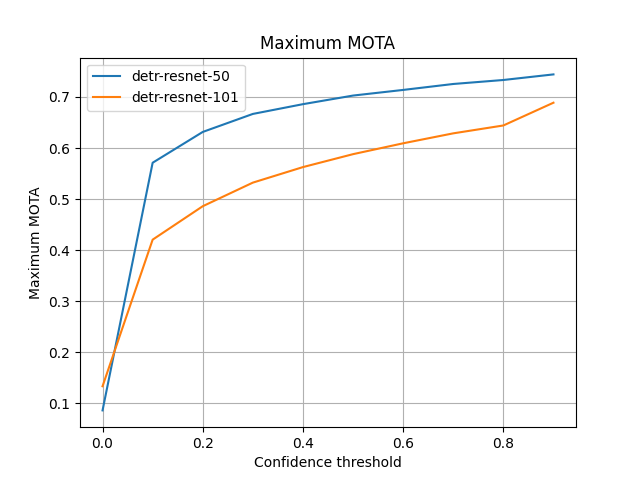 Maximum MOTA
detr-resnet-50
detr-resnet-101
Maximum MOTA
0.7
0.6
0.5
0.4
0.3
0.2
0.1
0.0 0.2 0.4 0.6 0.8
Confidence threshold